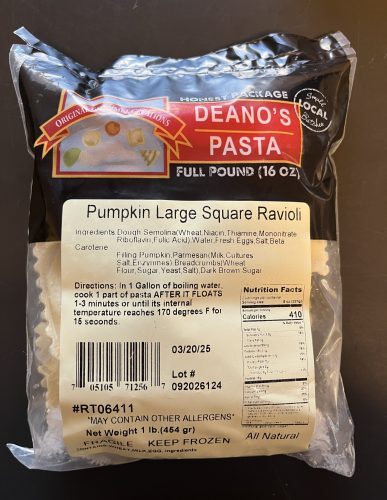 HONEST PACKAGE
Small
LOCAL
DEANO'S
PASTA
FULL POUND (16 OZ)
Pumpkin Large Square Ravioli
Ingredients:Dough,Semolina(Wheat,Niacin,Thiamine,Mononitrate
Riboflavin,Fulic Acid),Water,Fresh Eggs,Salt,Beta
Carotene
Filling:Pumpkin,Parmesan(Milk,Cultures
Salt,Enzymnes),Breadcrumbs(Wheat
Flour,Sugar,Yeast,Salt),Dark Brown Sugar
Directions: In 1 Gallon of boiling water,
cook 1 part of pasta AFTER IT FLOATS
1-3 minutes or until its internal
temperature reaches 170 degrees F for
15 seconds.
Nutrition Facts
Calories 410
03/20/25
Lot #
092026124
7 05105 71256 7
#RT06411
*MAY CONTAIN OTHER ALLERGENS*
Net Weight 1 lb.(454 gr)
All Natural
FRAGILE KEEP FROZEN